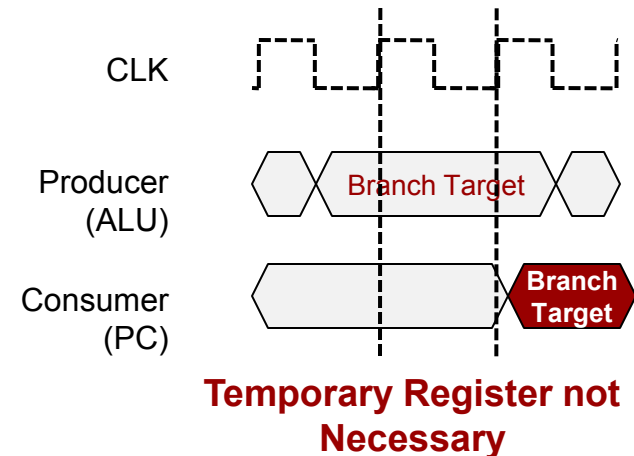 CLK
Producer
(ALU)
Branch Target
Consumer
(PC)
Branch
Target
Temporary Register not
Necessary